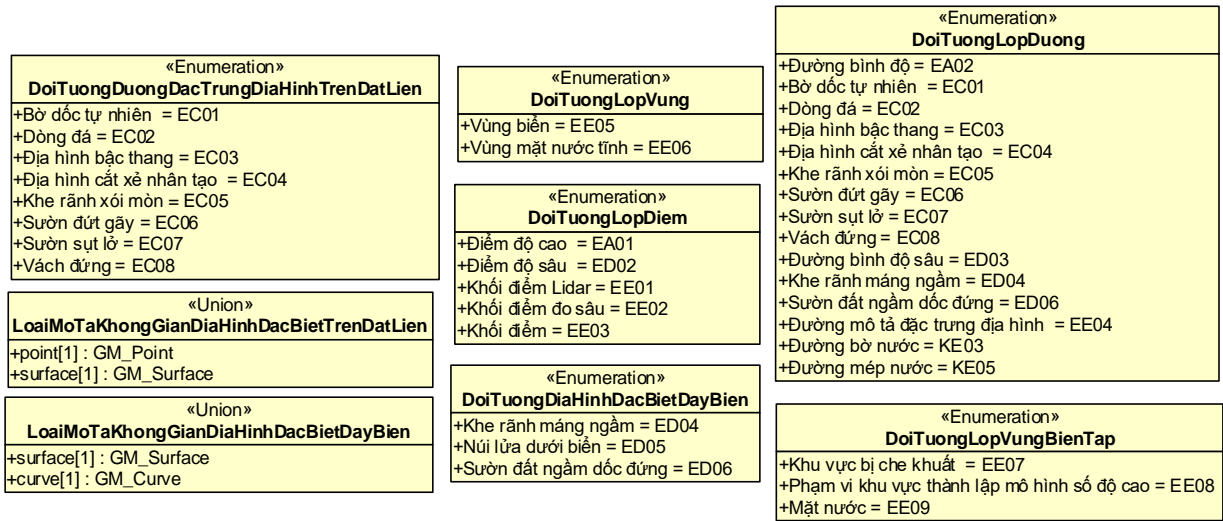 «Enumeration»
DoiTuongDuongDacTrungDiaHinhTrenDatLien
+Bờ dốc tự nhiên = EC01
+Dòng đá = EC02
+Địa hình bậc thang = EC03
+Địa hình cắt xẻ nhân tạo = EC04
+Khe rãnh xói mòn = EC05
+Sườn đứt gãy = EC06
+Sườn sụt lở = EC07
+Vách đứng = EC08
«Union»
LoaiMoTaKhongGianDiaHinhDacBietTrenDatLien
+point[1] : GM_Point
+surface[1] : GM_Surface
«Union»
LoaiMoTaKhongGianDiaHinhDacBietDayBien
+surface[1] : GM_Surface
+curve[1] : GM_Curve
«Enumeration»
DoiTuongLopVung
+Vùng biển = EE05
+Vùng mặt nước tĩnh = EE06
«Enumeration»
DoiTuongLopDiem
+Điểm độ cao = EA01
+Điểm độ sâu = ED02
+Khối điểm Lidar = EE01
+Khối điểm đo sâu = EE02
+Khối điểm = EE03
«Enumeration»
DoiTuongDiaHinhDacBietDayBien
+Khe rãnh máng ngầm = ED04
+Núi lửa dưới biển = ED05
+Sườn đất ngầm dốc đứng = ED06
«Enumeration»
DoiTuongLopDuong
+Đường bình độ = EA02
+Bờ dốc tự nhiên = EC01
+Dòng đá = EC02
+Địa hình bậc thang = EC03
+Địa hình cắt xẻ nhân tạo = EC04
+Khe rãnh xói mòn = EC05
+Sườn đứt gãy = EC06
+Sườn sụt lở = EC07
+Vách đứng = EC08
+Đường bình độ sâu = ED03
+Khe rãnh máng ngầm = ED04
+Sườn đất ngầm dốc đứng = ED06
+Đường mô tả đặc trưng địa hình = EE04
+Đường bờ nước = KE03
+Đường mép nước = KE05
«Enumeration»
DoiTuongLopVungBienTap
+Khu vực bị che khuất = EE07
+Phạm vi khu vực thành lập mô hình số độ cao = EE08
+Mặt nước = EE09